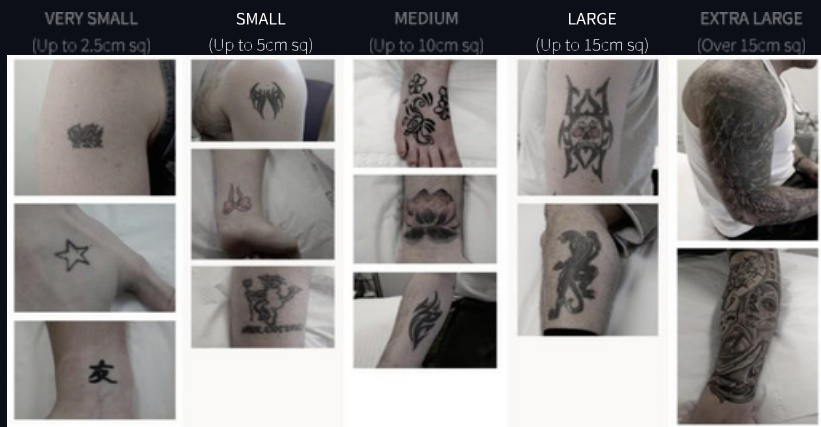 VERY SMALL
(Up to 2.5cm sq)
SMALL
(Up to 5cm sq)
MEDIUM
(Up to 10cm sq)
LARGE
(Up to 15cm sq)
EXTRA LARGE
(Over 15cm sq)
友